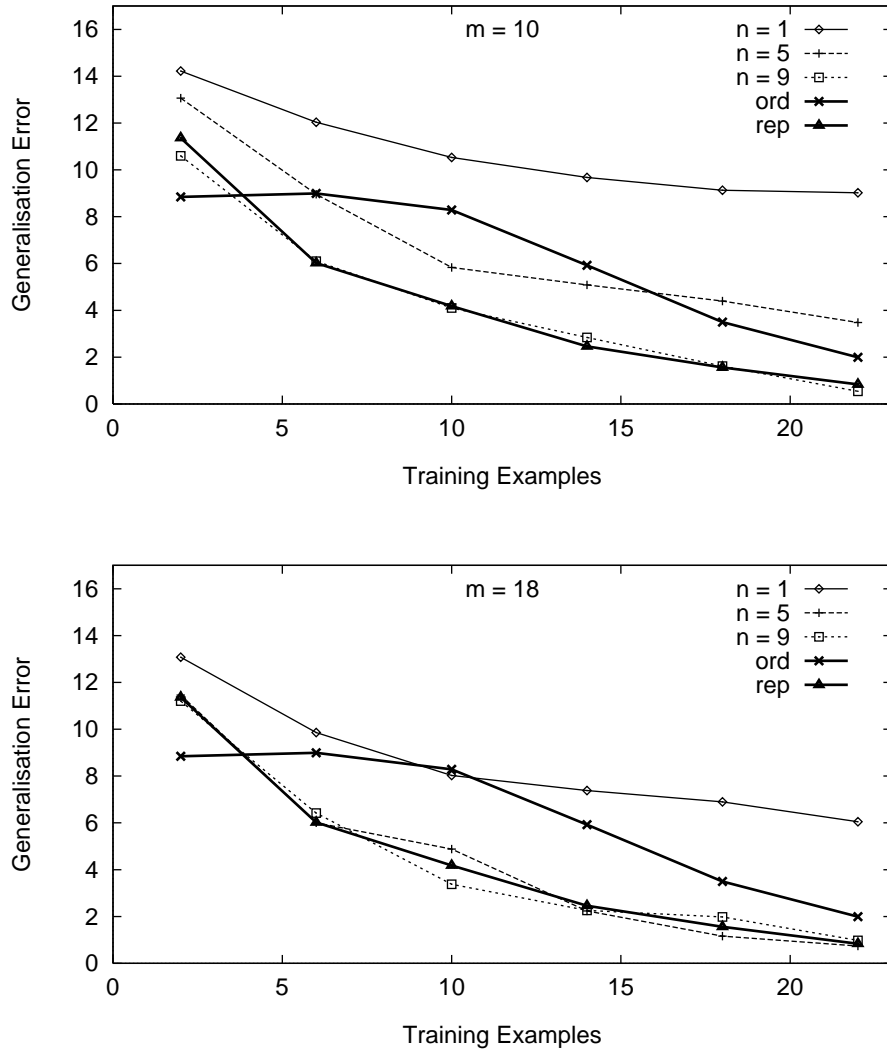 m = 10
n = 1
n = 5
n = 9
ord
rep
16
14
12
10
8
6
4
2
0
Generalisation Error
0
5
10
15
20
Training Examples
m = 18
n = 1
n = 5
n = 9
ord
rep
16
14
12
10
8
6
4
2
0
Generalisation Error
0
5
10
15
20
Training Examples